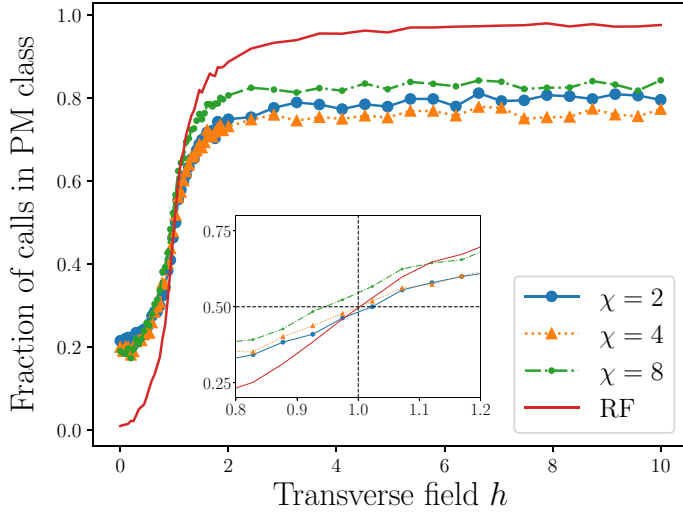 Fraction of calls in PM class
1.0
0.8
0.6
0.4
0.2
0.0
0.75
0.50
0.25
0.8 0.9 1.0 1.1 1.2
χ = 2
χ = 4
χ = 8
RF
0 2 4 6 8 10
Transverse field h